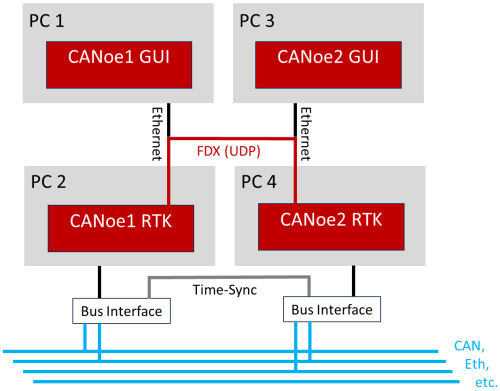 PC 1
PC 3
CANoe1 GUI
CANoe2 GUI
Ethernet
Ethernet
FDX (UDP)
PC 2
PC 4
CANoe1 RTK
CANoe2 RTK
Time-Sync
Bus Interface
Bus Interface
CAN,
Eth,
etc.